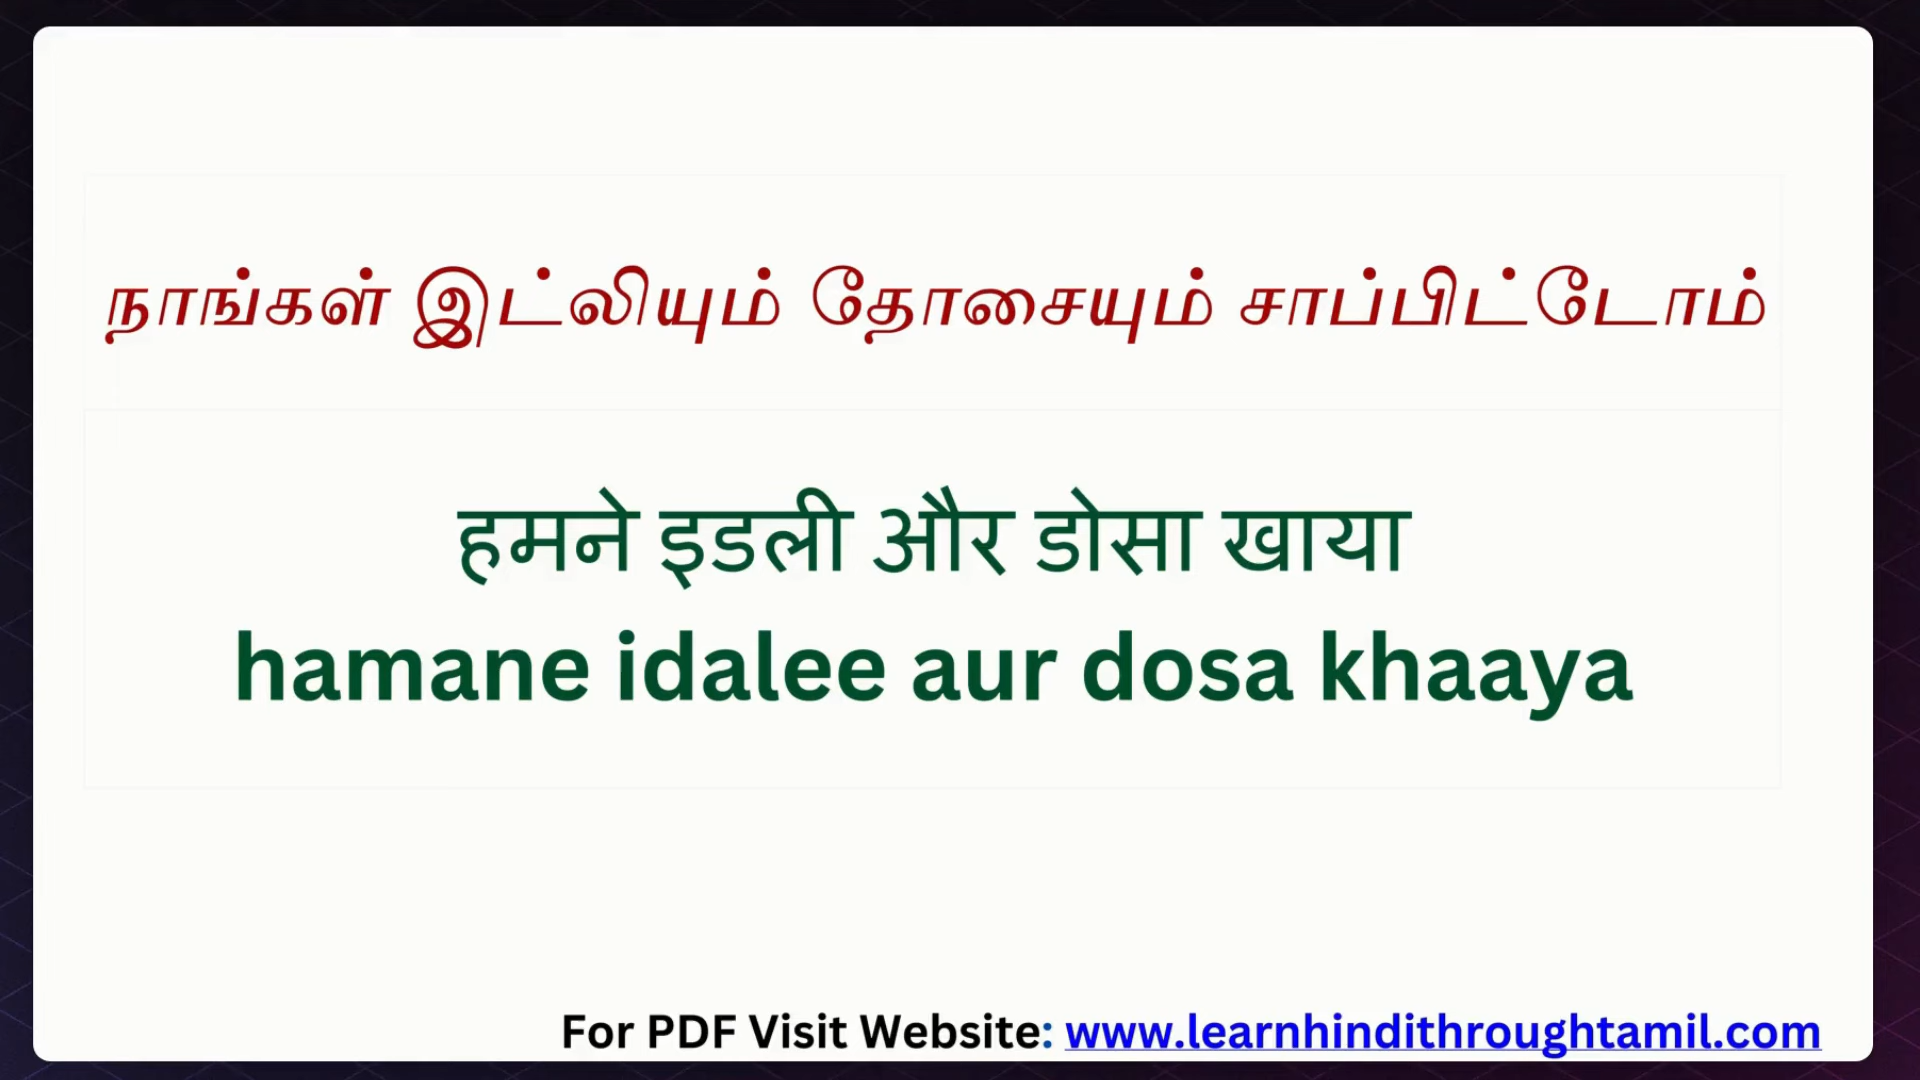 நாங்கள் இட்லியும் தோசையும் சாப்பிட்டோம்
हमने इडली और डोसा खाया
hamane idalee aur dosa khaaya
For PDF Visit Website: www.learnhindithroughtamil.com